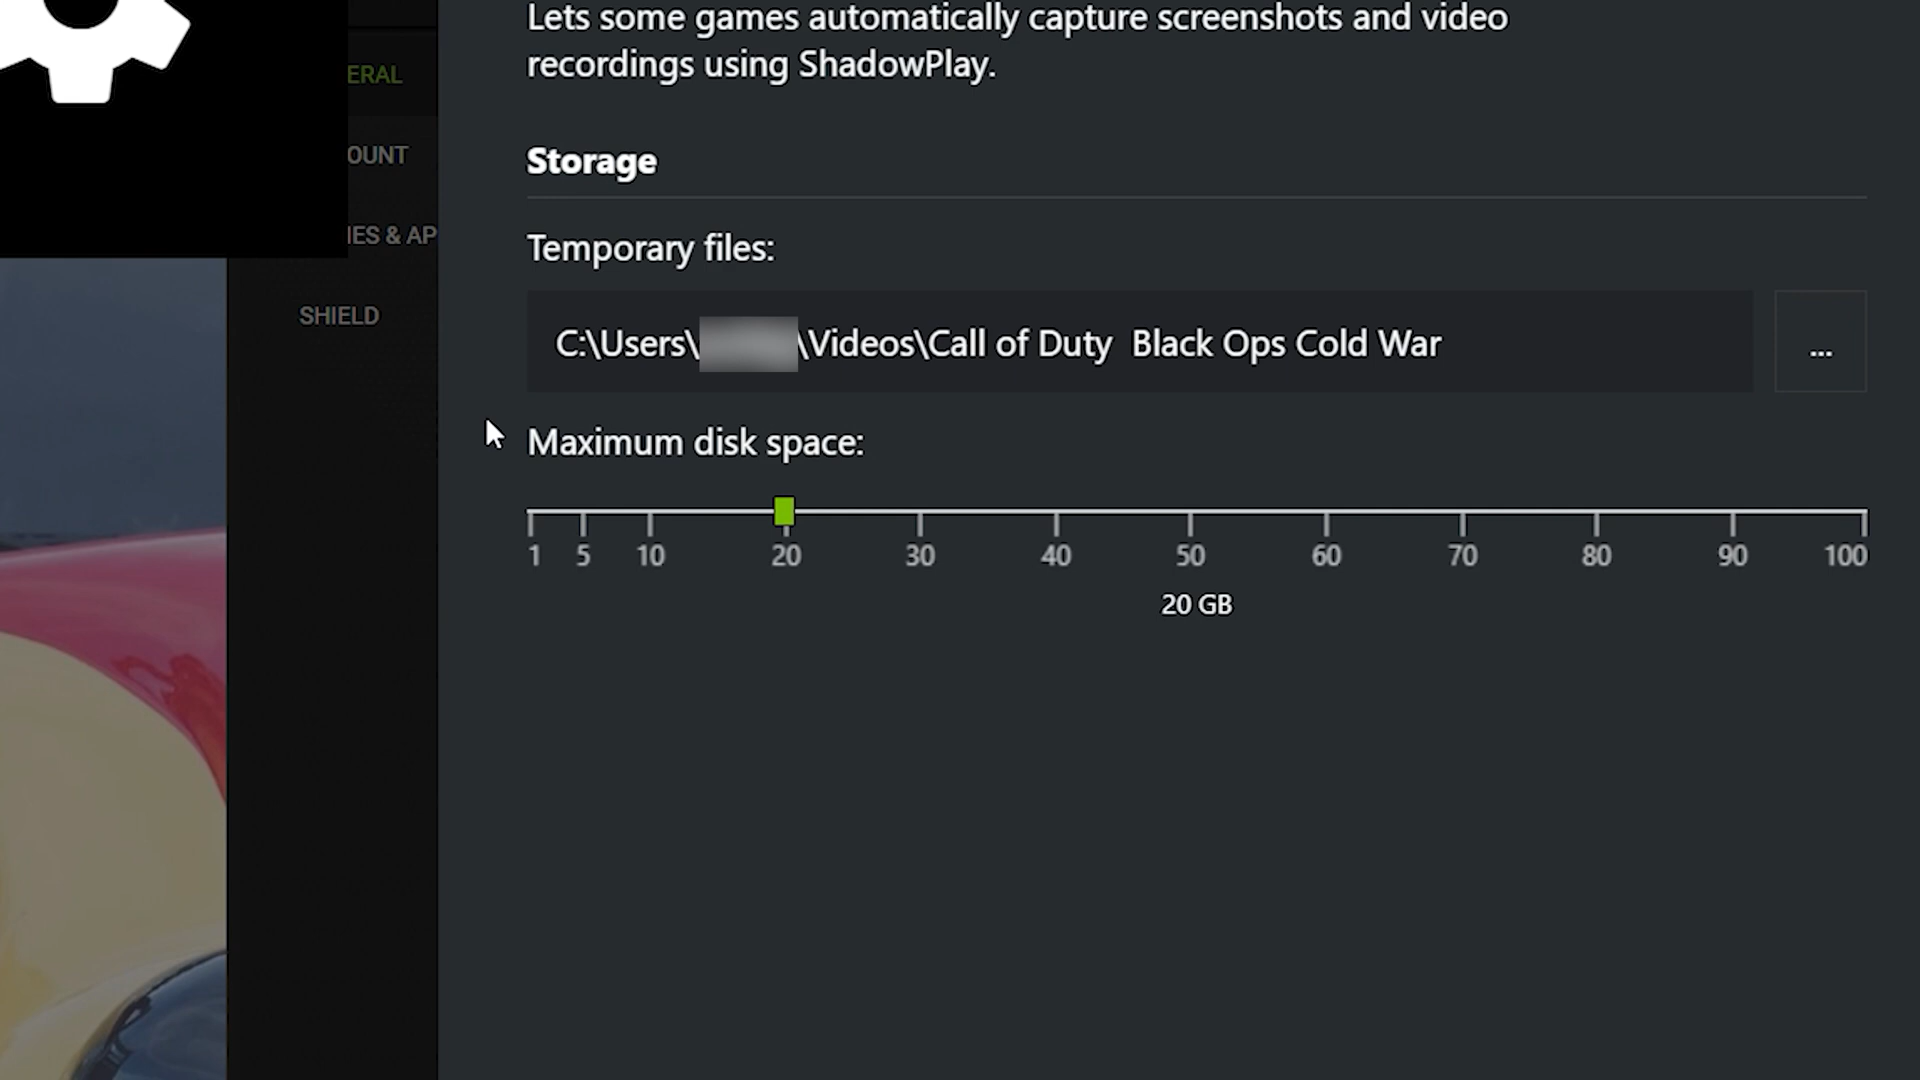 Lets some games automatically capture screenshots and video
recordings using ShadowPlay.
ERAL
OUNT
IES & AP
SHIELD
Storage
Temporary files:
C:\Users\ \Videos\Call of Duty  Black Ops Cold War
...
Maximum disk space:
1 5 10 20 30 40 50 60 70 80 90 100
20 GB